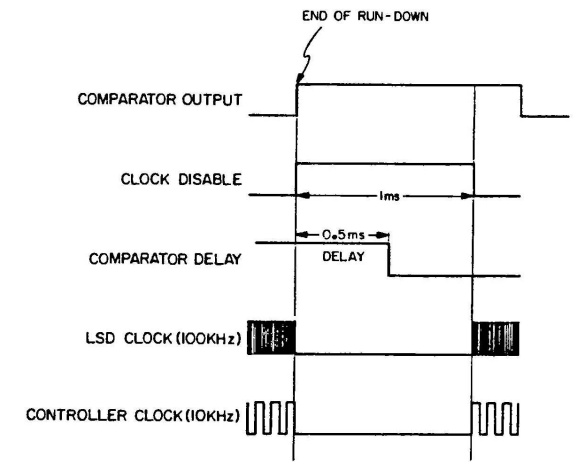 END OF RUN-DOWN
COMPARATOR OUTPUT
CLOCK DISABLE
1ms
0.5ms
COMPARATOR DELAY
DELAY
LSD CLOCK (100KHz)
CONTROLLER CLOCK (10KHz)